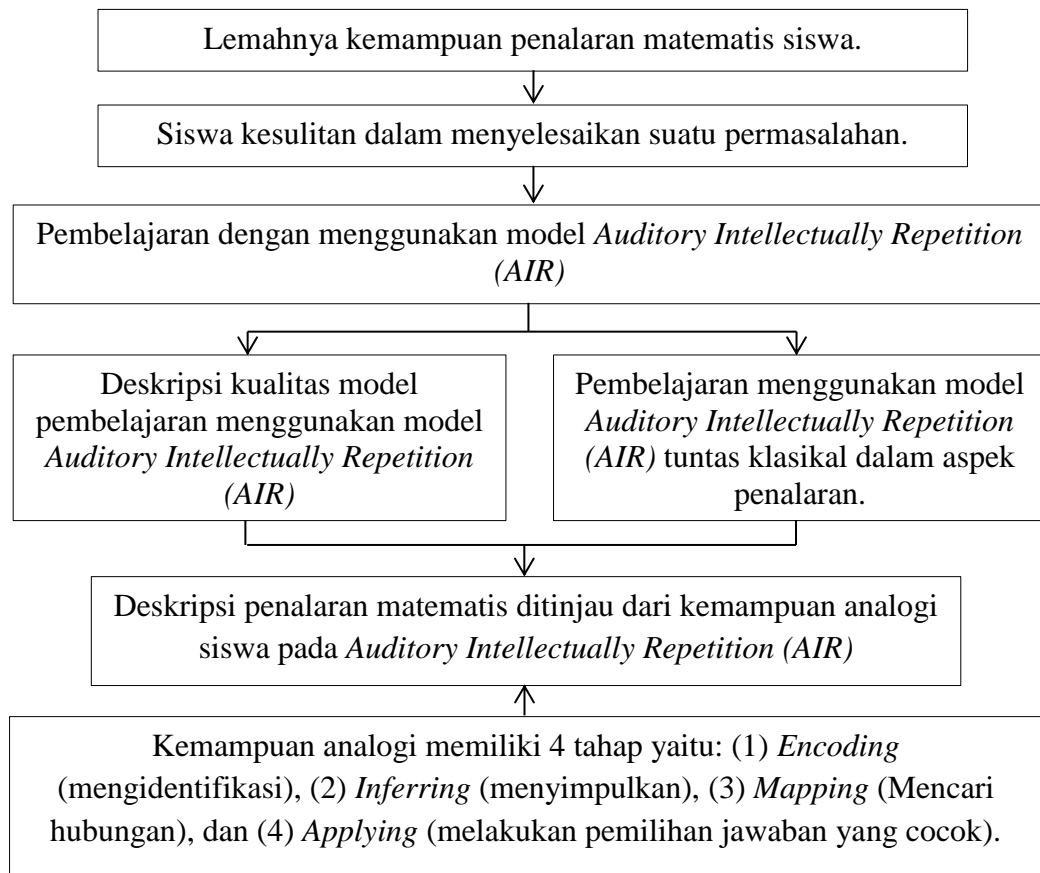 Lemahnya kemampuan penalaran matematis siswa.
Siswa kesulitan dalam menyelesaikan suatu permasalahan.
Pembelajaran dengan menggunakan model Auditory Intellectually Repetition
(AIR)
Deskripsi kualitas model
pembelajaran menggunakan model
Auditory Intellectually Repetition
(AIR)
Pembelajaran menggunakan model
Auditory Intellectually Repetition
(AIR) tuntas klasikal dalam aspek
penalaran.
Deskripsi penalaran matematis ditinjau dari kemampuan analogi
siswa pada Auditory Intellectually Repetition (AIR)
Kemampuan analogi memiliki 4 tahap yaitu: (1) Encoding
(mengidentifikasi), (2) Inferring (menyimpulkan), (3) Mapping (Mencari
hubungan), dan (4) Applying (melakukan pemilihan jawaban yang cocok).